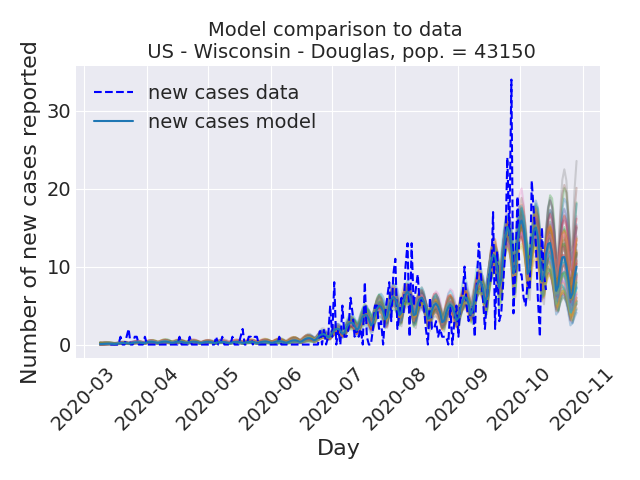 Model comparison to data
US - Wisconsin - Douglas, pop. = 43150
new cases data
new cases model
Number of new cases reported
30
20
10
0
2020-03
2020-04
2020-05
2020-06
2020-07
2020-08
2020-09
2020-10
2020-11
Day